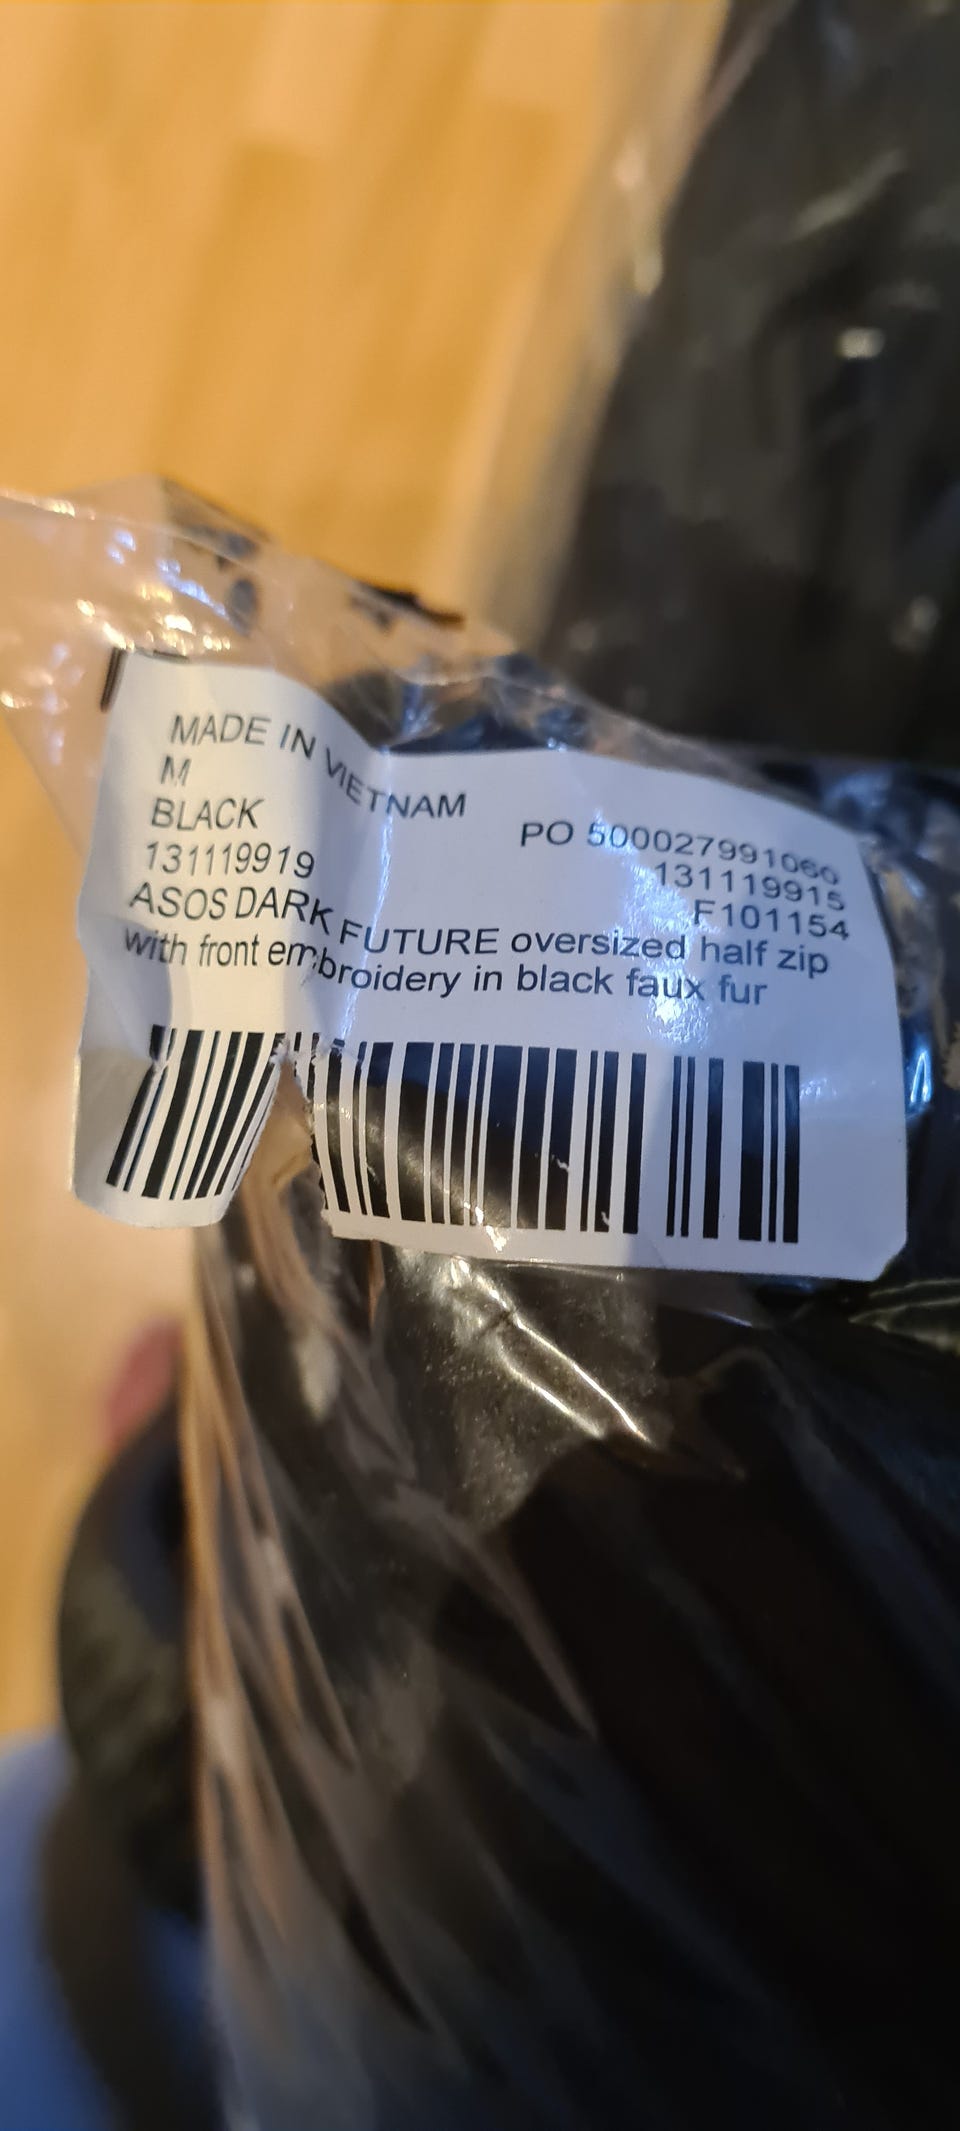 MADE IN VIETNAM
M
BLACK
PO 500027991060
131119919
131119915
F101154
ASOS DARK FUTURE oversized half zip
with front embroidery in black faux fur